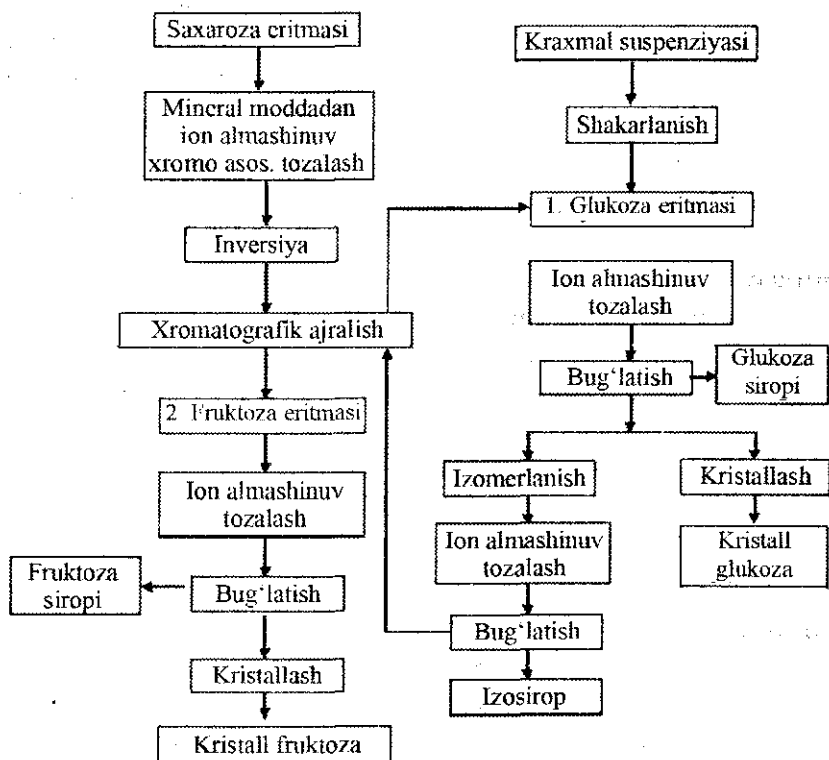 Saxaroza eritmasi
Mineral moddadan
ion almashinuv
xromo asos. tozalash
Inversiya
Xromatografik ajralish
2 Fruktoza eritmasi
Ion almashinuv
tozalash
Fruktoza
siropi
Bug‘latish
Kristallash
Kristall fruktoza
Kraxmal suspenziyasi
Shakarlanish
1. Glukoza eritmasi
Ion almashinuv
tozalash
Bug‘latish
Glukoza
siropi
Izomerlanish
Kristallash
Ion almashinuv
tozalash
Kristall
glukoza
Bug‘latish
Izosirop